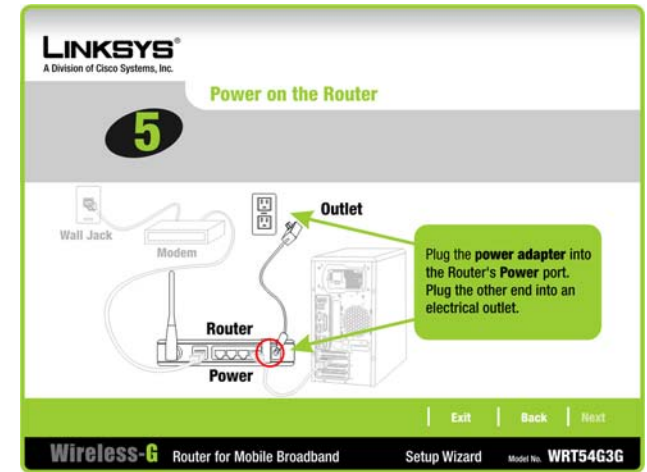 LINKSYS®
A Division of Cisco Systems, Inc.
Power on the Router
5
Wall Jack
Modem
Outlet
Plug the power adapter into
the Router's Power port.
Plug the other end into an
electrical outlet.
Router
Power
Exit
Back
Next
Wireless-G Router for Mobile Broadband Setup Wizard Model No. WRT54G3G